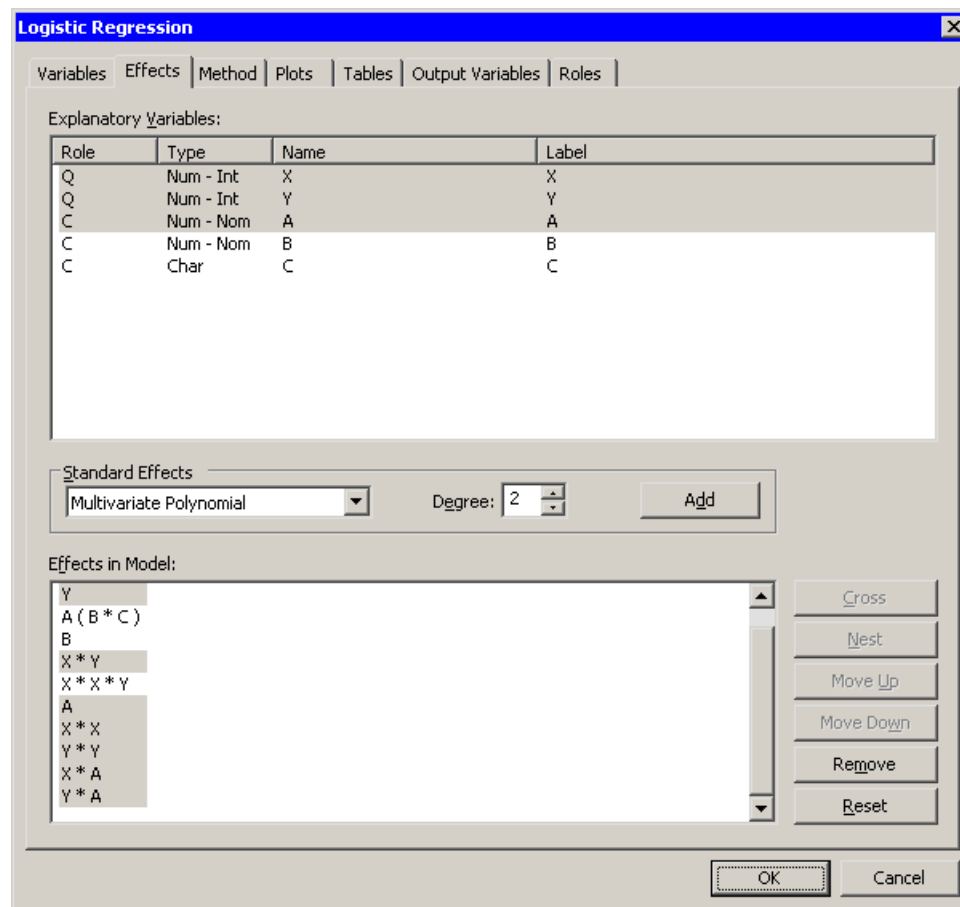 Logistic Regression
Variables Effects Method Plots Tables Output Variables Roles
Explanatory Variables:
Role Type Name Label
Q Num - Int X X
Q Num - Int Y Y
C Num - Nom A A
C Num - Nom B B
C Char C C
Standard Effects
Multivariate Polynomial Degree: 2 Add
Effects in Model:
Y
A ( B * C )
B
X * Y
X * X * Y
A
X * X
Y * Y
X * A
Y * A
Cross
Nest
Move Up
Move Down
Remove
Reset
OK Cancel